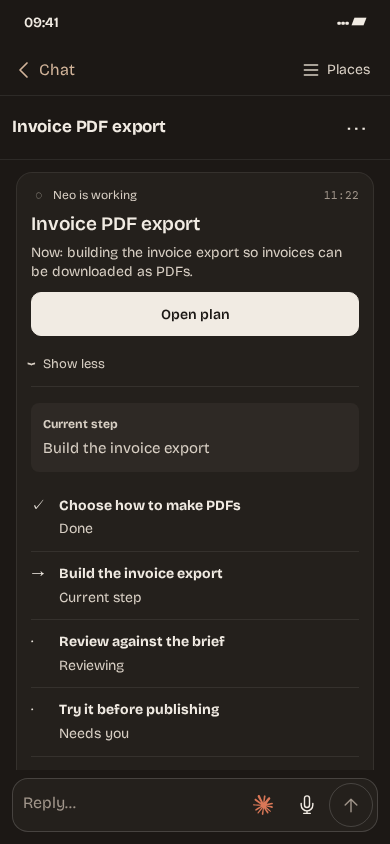 09:41
Chat
Places
Invoice PDF export
Neo is working
11:22
Invoice PDF export
Now: building the invoice export so invoices can
be downloaded as PDFs.
Open plan
Show less
Current step
Build the invoice export
✓ Choose how to make PDFs
Done
→ Build the invoice export
Current step
· Review against the brief
Reviewing
· Try it before publishing
Needs you
Reply...